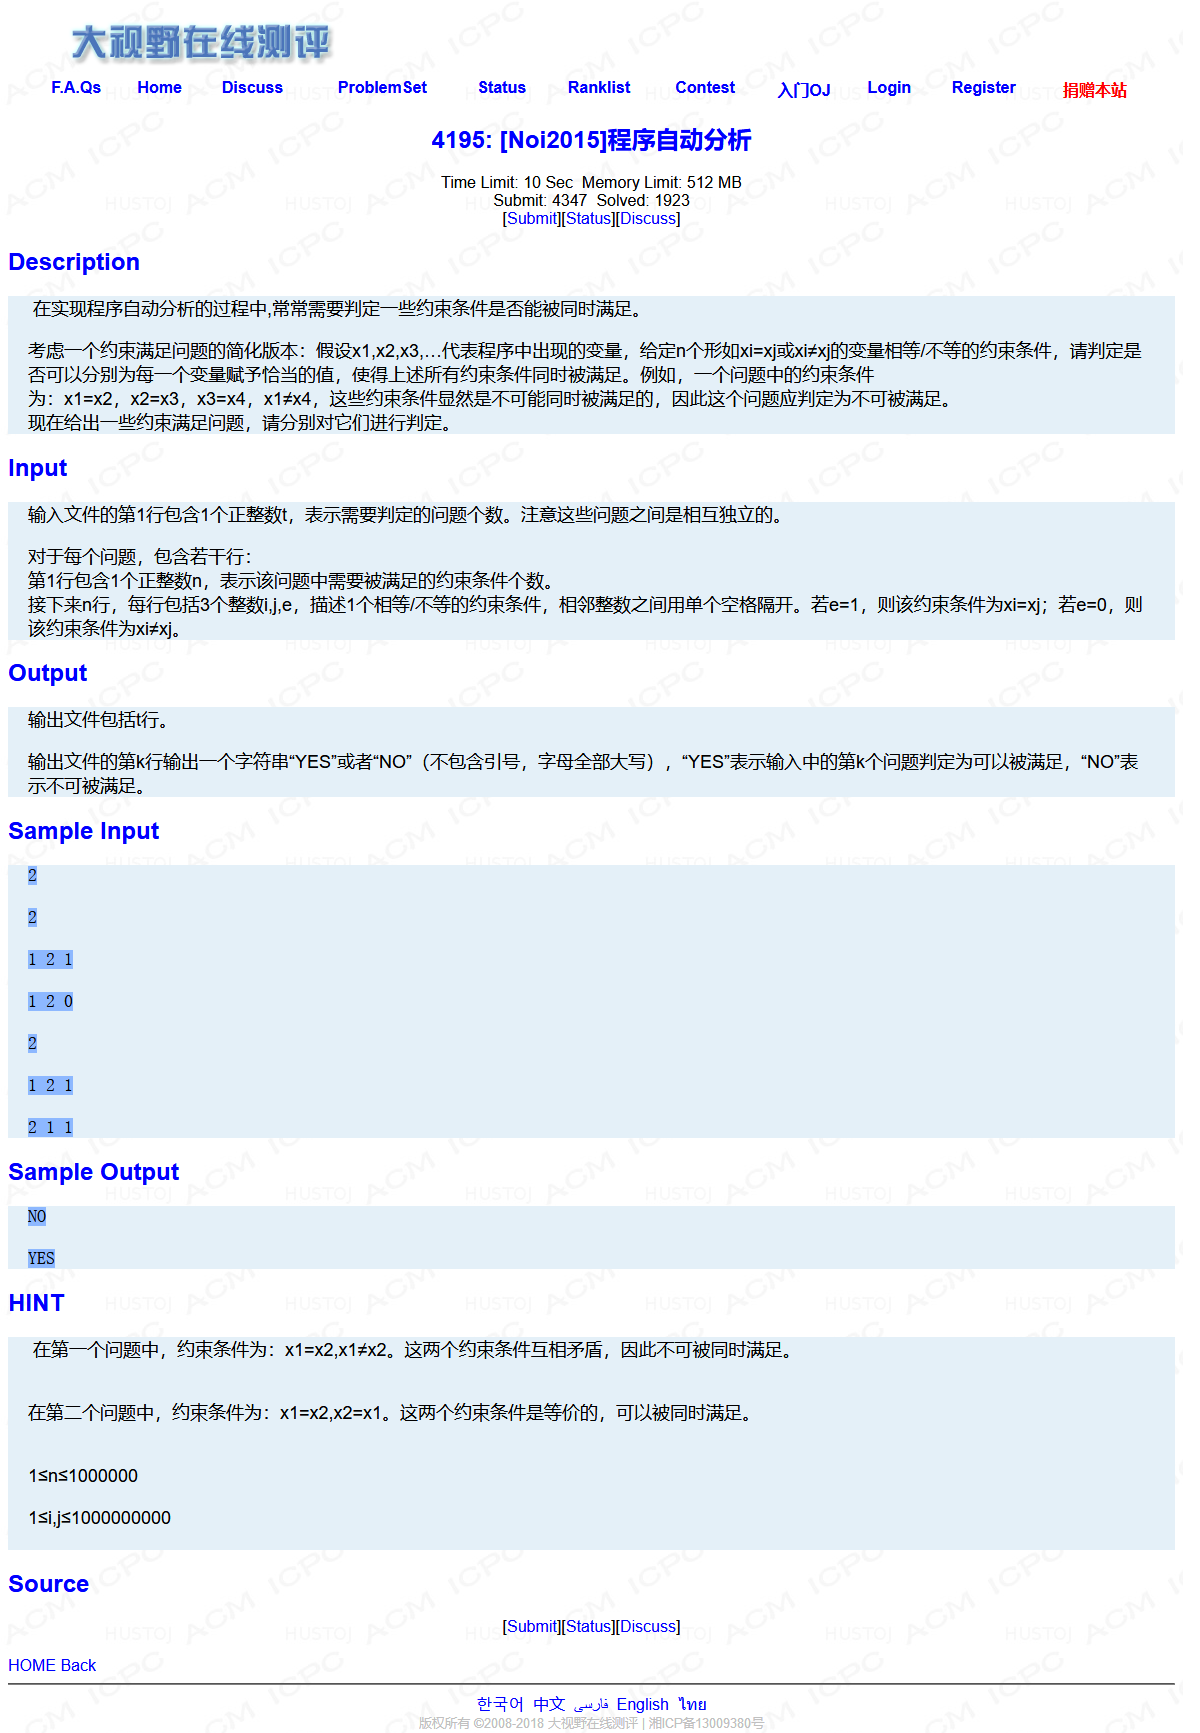 大视野在线测评
F.A.Qs Home Discuss ProblemSet Status Ranklist Contest 入门OJ Login Register 捐赠本站
4195: [Noi2015]程序自动分析
Time Limit: 10 Sec Memory Limit: 512 MB
Submit: 4347 Solved: 1923
[Submit][Status][Discuss]
Description
在实现程序自动分析的过程中,常常需要判定一些约束条件是否能被同时满足。
考虑一个约束满足问题的简化版本：假设x1,x2,x3,…代表程序中出现的变量，给定n个形如xi=xj或xi≠xj的变量相等/不等的约束条件，请判定是
否可以分别为每一个变量赋予恰当的值，使得上述所有约束条件同时被满足。例如，一个问题中的约束条件
为：x1=x2，x2=x3，x3=x4，x1≠x4，这些约束条件显然是不可能同时被满足的，因此这个问题应判定为不可被满足。
现在给出一些约束满足问题，请分别对它们进行判定。
Input
输入文件的第1行包含1个正整数t，表示需要判定的问题个数。注意这些问题之间是相互独立的。
对于每个问题，包含若干行：
第1行包含1个正整数n，表示该问题中需要被满足的约束条件个数。
接下来n行，每行包括3个整数i,j,e，描述1个相等/不等的约束条件，相邻整数之间用单个空格隔开。若e=1，则该约束条件为xi=xj；若e=0，则
该约束条件为xi≠xj。
Output
输出文件包括t行。
输出文件的第k行输出一个字符串“YES”或者“NO”（不包含引号，字母全部大写），“YES”表示输入中的第k个问题判定为可以被满足，“NO”表
示不可被满足。
Sample Input
2
2
1 2 1
1 2 0
2
1 2 1
2 1 1
Sample Output
NO
YES
HINT
在第一个问题中，约束条件为：x1=x2,x1≠x2。这两个约束条件互相矛盾，因此不可被同时满足。
在第二个问题中，约束条件为：x1=x2,x2=x1。这两个约束条件是等价的，可以被同时满足。
1≤n≤1000000
1≤i,j≤1000000000
Source
[Submit][Status][Discuss]
HOME Back
한국어 中文 فارسی English ไทย
版权所有 ©2008-2018 大视野在线测评 | 湘ICP备13009380号